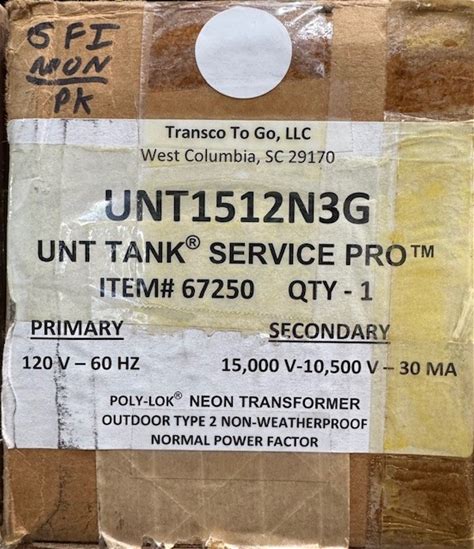 GFI
MON
PK
Transco To Go, LLC
West Columbia, SC 29170
UNT1512N3G
UNT TANK® SERVICE PRO™
ITEM# 67250 QTY - 1
PRIMARY SECONDARY
120 V – 60 HZ 15,000 V-10,500 V – 30 MA
POLY-LOK® NEON TRANSFORMER
OUTDOOR TYPE 2 NON-WEATHERPROOF
NORMAL POWER FACTOR